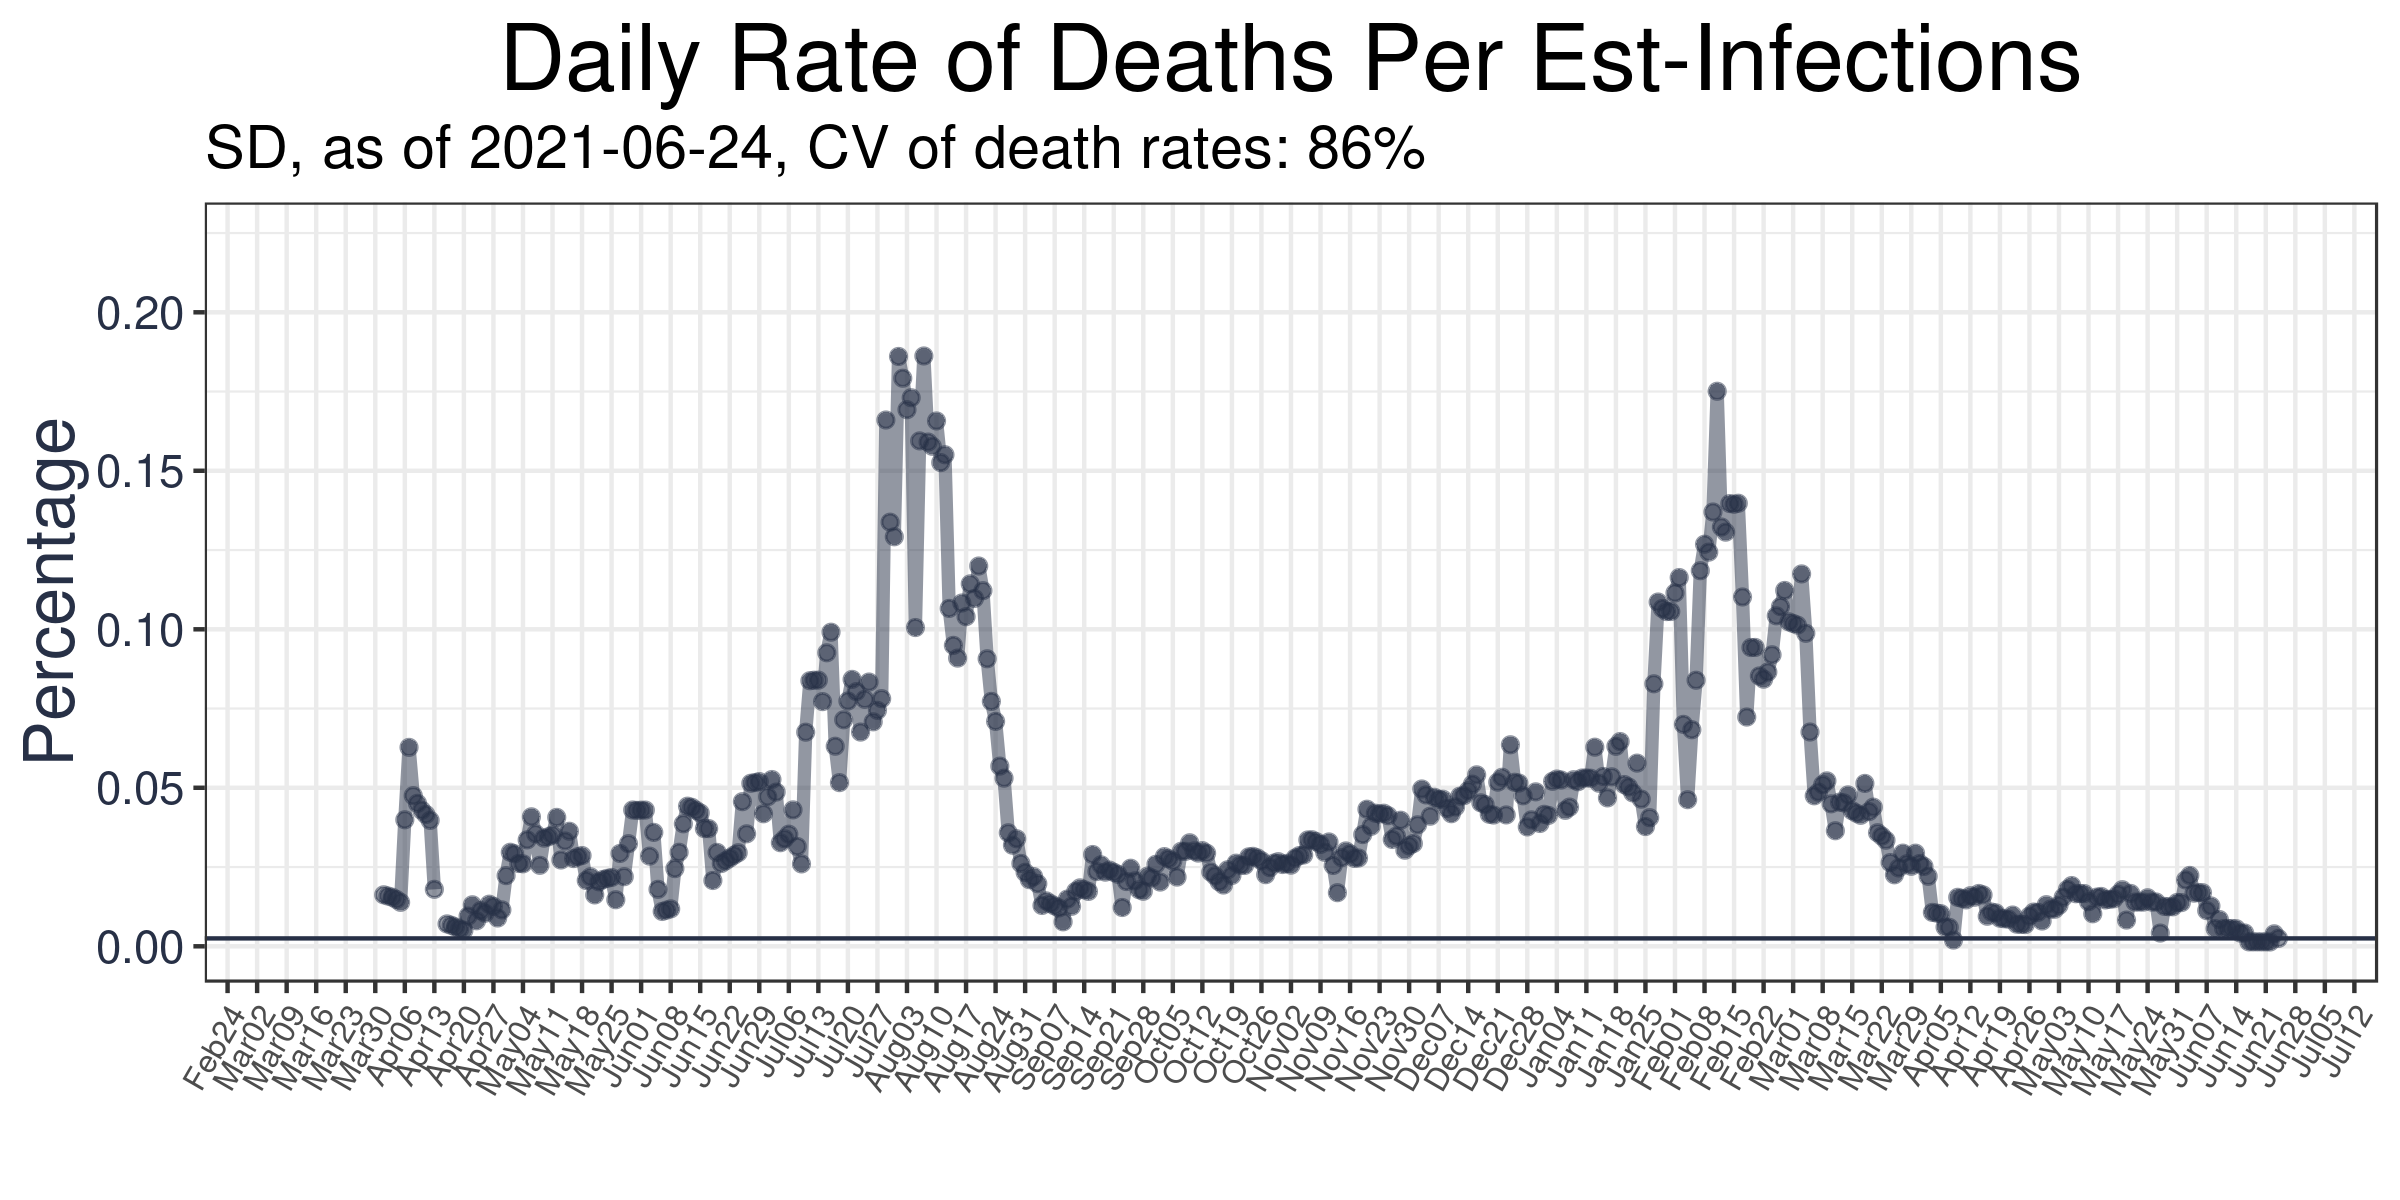 Daily Rate of Deaths Per Est-Infections
SD, as of 2021-06-24, CV of death rates: 86%
Percentage
0.20
0.15
0.10
0.05
0.00
Feb24
Mar02
Mar09
Mar16
Mar23
Mar30
Apr06
Apr13
Apr20
Apr27
May04
May11
May18
May25
Jun01
Jun08
Jun15
Jun22
Jun29
Jul06
Jul13
Jul20
Jul27
Aug03
Aug10
Aug17
Aug24
Aug31
Sep07
Sep14
Sep21
Sep28
Oct05
Oct12
Oct19
Oct26
Nov02
Nov09
Nov16
Nov23
Nov30
Dec07
Dec14
Dec21
Dec28
Jan04
Jan11
Jan18
Jan25
Feb01
Feb08
Feb15
Feb22
Mar01
Mar08
Mar15
Mar22
Mar29
Apr05
Apr12
Apr19
Apr26
May03
May10
May17
May24
May31
Jun07
Jun14
Jun21
Jun28
Jul05
Jul12